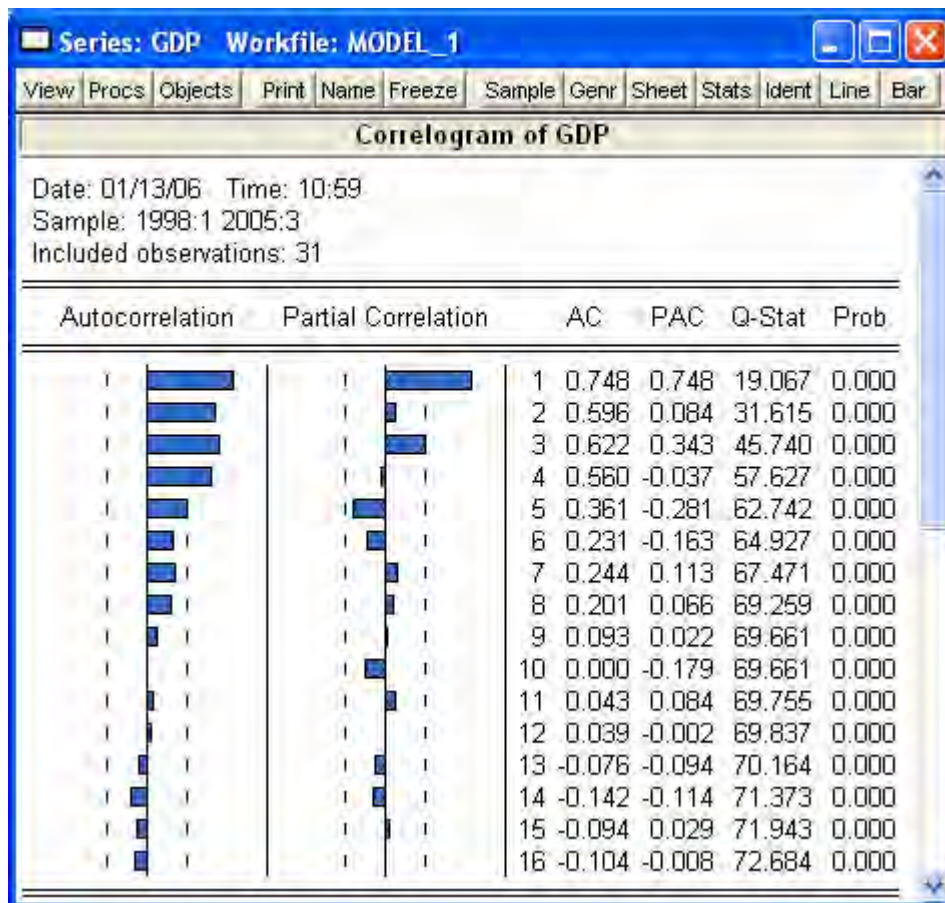 Series: GDP Workfile: MODEL_1
View Procs Objects Print Name Freeze Sample Genr Sheet Stats Ident Line Bar
Correlogram of GDP
Date: 01/13/06 Time: 10:59
Sample: 1998:1 2005:3
Included observations: 31
Autocorrelation Partial Correlation AC PAC Q-Stat Prob
1 0.748 0.748 19.067 0.000
2 0.596 0.084 31.615 0.000
3 0.622 0.343 45.740 0.000
4 0.560 -0.037 57.627 0.000
5 0.361 -0.281 62.742 0.000
6 0.231 -0.163 64.927 0.000
7 0.244 0.113 67.471 0.000
8 0.201 0.066 69.259 0.000
9 0.093 0.022 69.661 0.000
10 0.000 -0.179 69.661 0.000
11 0.043 0.084 69.755 0.000
12 0.039 -0.002 69.837 0.000
13 -0.076 -0.094 70.164 0.000
14 -0.142 -0.114 71.373 0.000
15 -0.094 0.029 71.943 0.000
16 -0.104 -0.008 72.684 0.000